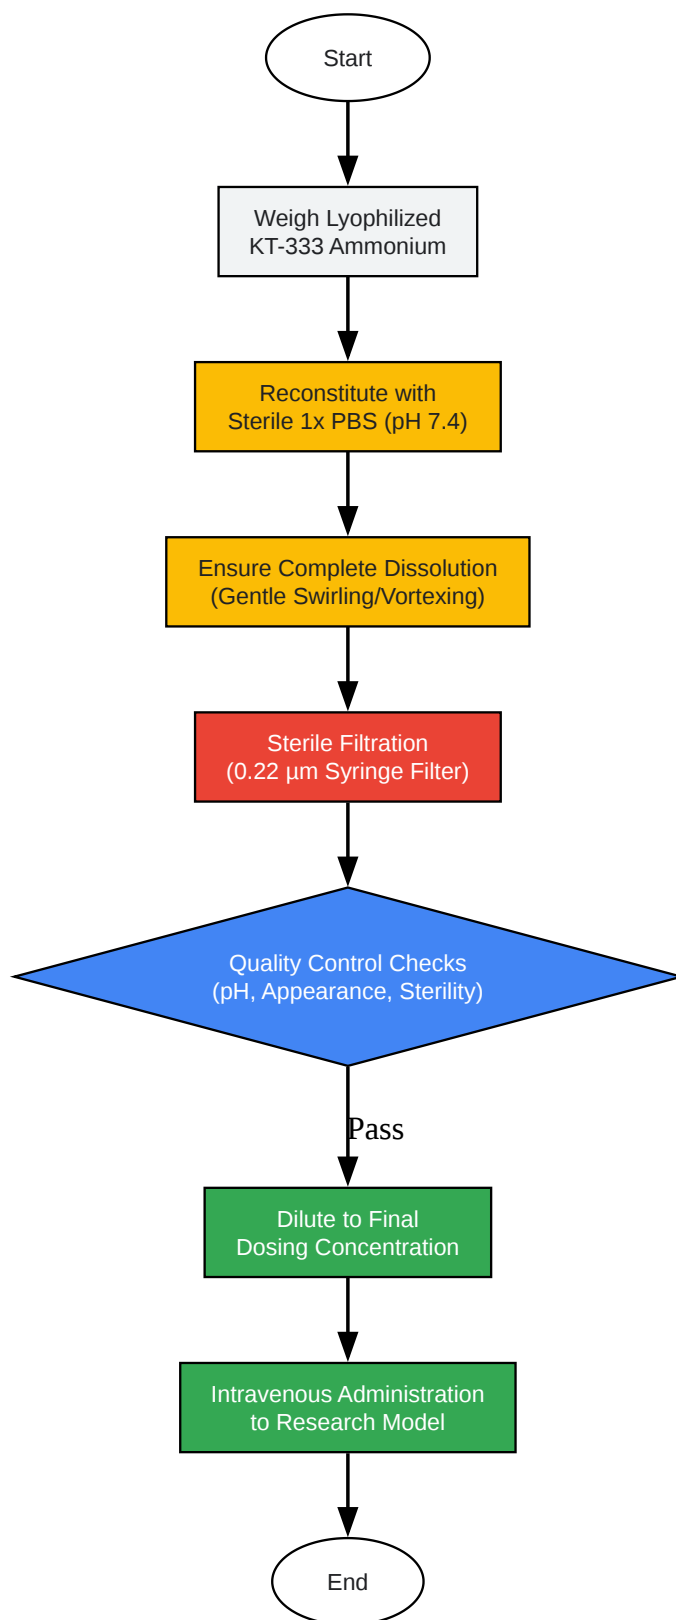 Start
Weigh Lyophilized
KT-333 Ammonium
Reconstitute with
Sterile 1x PBS (pH 7.4)
Ensure Complete Dissolution
(Gentle Swirling/Vortexing)
Sterile Filtration
(0.22 µm Syringe Filter)
Quality Control Checks
(pH, Appearance, Sterility)
Pass
Dilute to Final
Dosing Concentration
Intravenous Administration
to Research Model
End